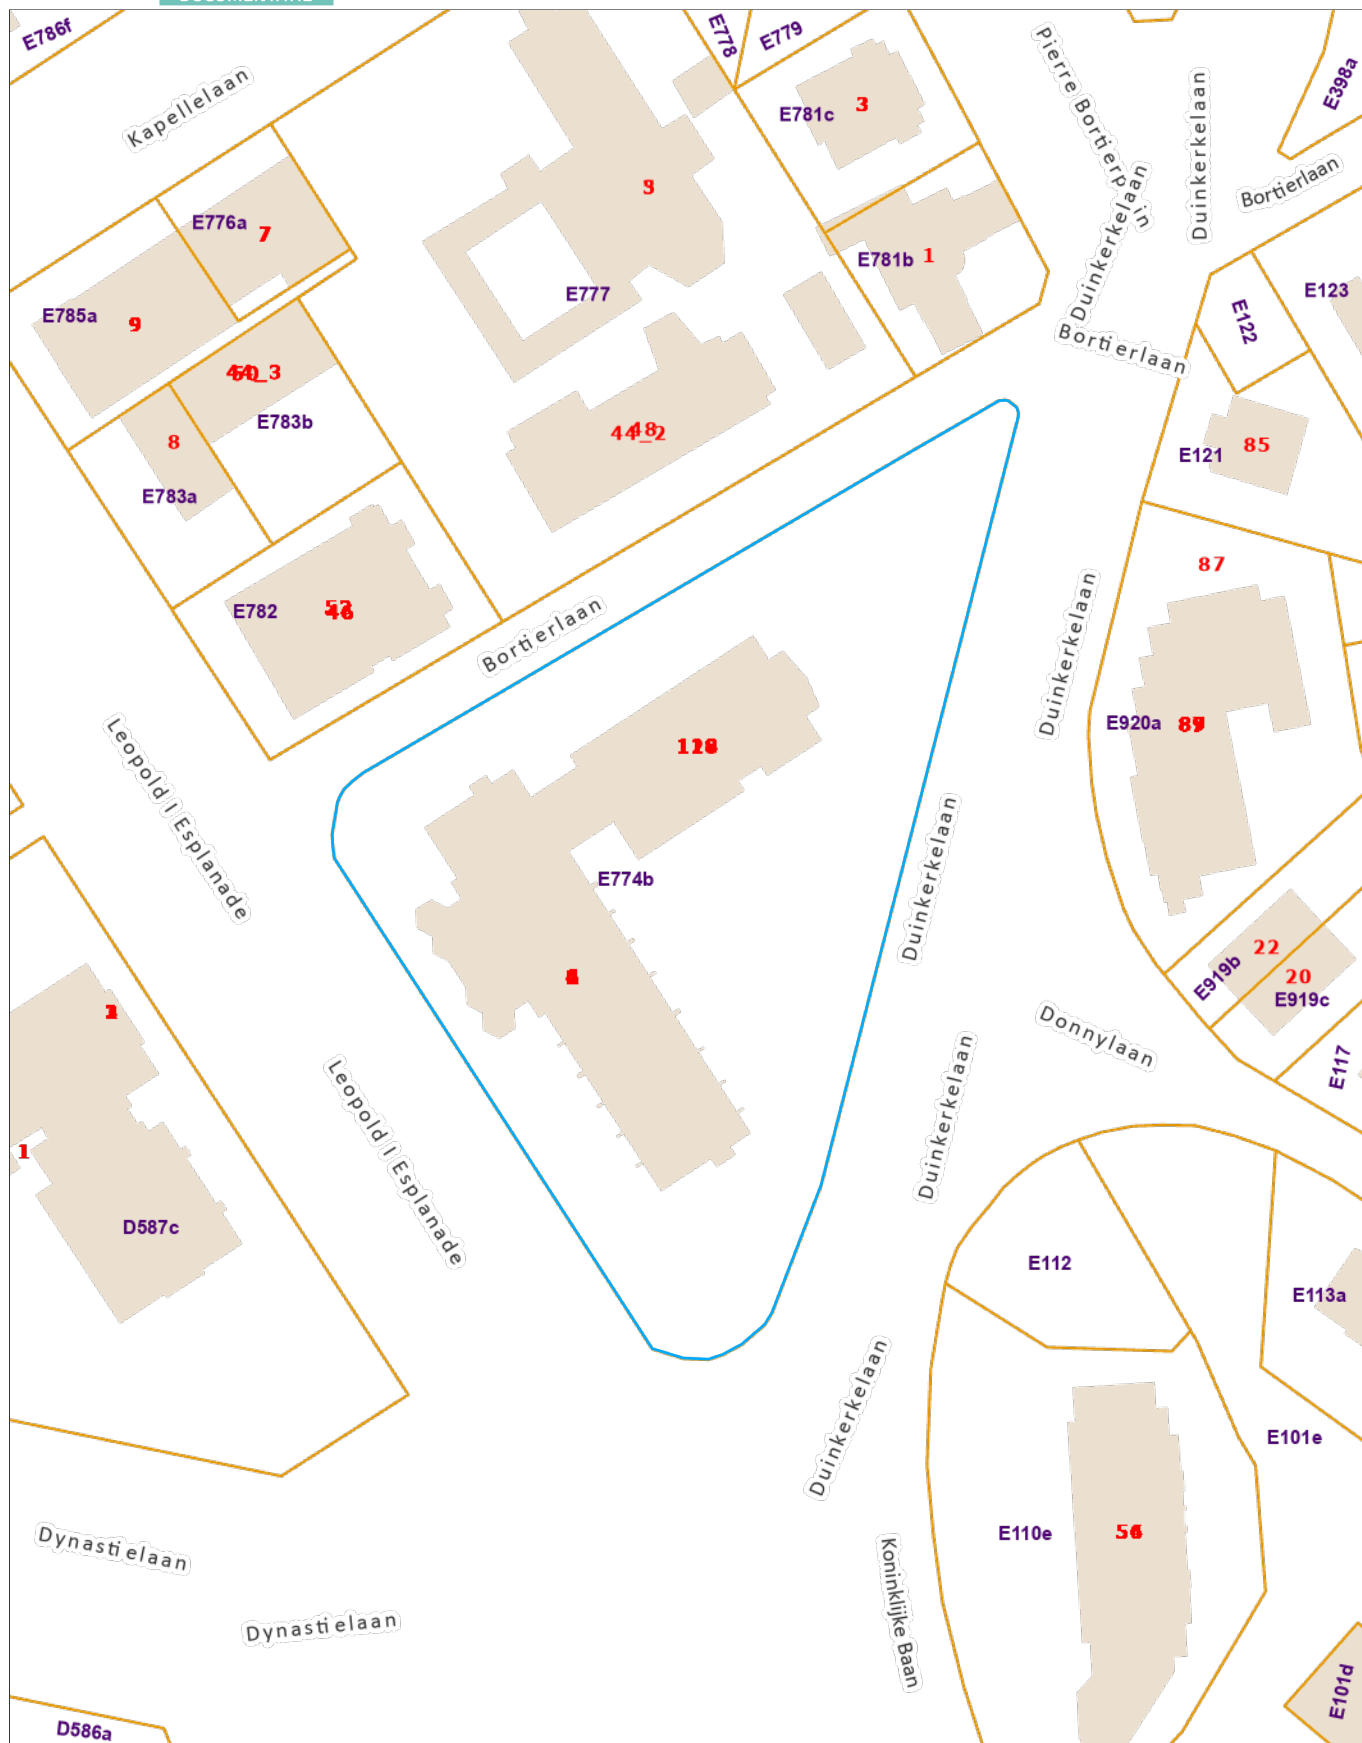 E786f
E778
E779
Kapellelaan
E781c
3
Pierre Bortierplein
Duinkerkelaan
E398a
Bortierlaan
E776a
7
E777
E781b
1
Duinkerkelaan
E785a
9
Bortierlaan
E122
E123
E783b
8
E783a
E121
85
87
E782
Bortierlaan
Duinkerkelaan
E920a
Leopold I Esplanade
E774b
Duinkerkelaan
22
E919b
20
E919c
Donnylaan
E117
1
Leopold I Esplanade
Duinkerkelaan
D587c
E112
E113a
Duinkerkelaan
E101e
E110e
Dynastielaan
Koninklijke Baan
Dynastielaan
E101d
D586a